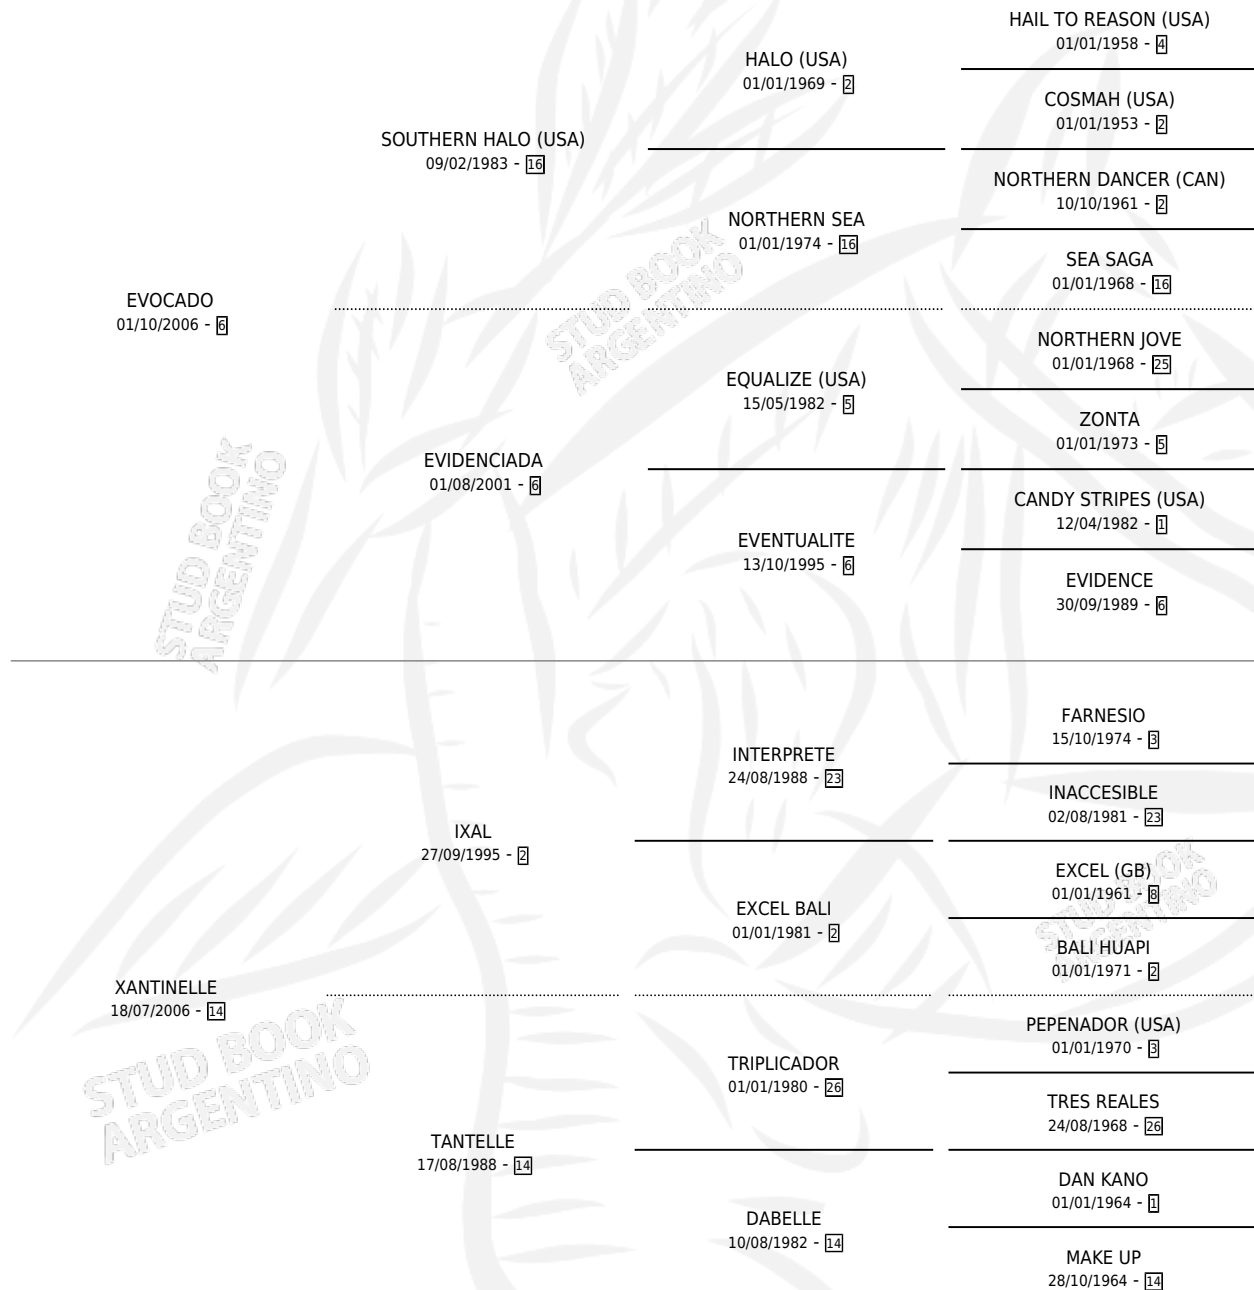 EVOCADO
01/10/2006 - 6
SOUTHERN HALO (USA)
09/02/1983 - 16
EVIDENCIADA
01/08/2001 - 6
HALO (USA)
01/01/1969 - 2
NORTHERN SEA
01/01/1974 - 16
EQUALIZE (USA)
15/05/1982 - 5
EVENTUALITE
13/10/1995 - 6
HAIL TO REASON (USA)
01/01/1958 - 4
COSMAH (USA)
01/01/1953 - 2
NORTHERN DANCER (CAN)
10/10/1961 - 2
SEA SAGA
01/01/1968 - 16
NORTHERN JOVE
01/01/1968 - 25
ZONTA
01/01/1973 - 5
CANDY STRIPES (USA)
12/04/1982 - 1
EVIDENCE
30/09/1989 - 6
XANTINELLE
18/07/2006 - 14
IXAL
27/09/1995 - 2
TANTELLE
17/08/1988 - 14
INTERPRETE
24/08/1988 - 23
EXCEL BALI
01/01/1981 - 2
TRIPLICADOR
01/01/1980 - 26
DABELLE
10/08/1982 - 14
FARNESIO
15/10/1974 - 3
INACCESIBLE
02/08/1981 - 23
EXCEL (GB)
01/01/1961 - 8
BALI HUAPI
01/01/1971 - 2
PEPENADOR (USA)
01/01/1970 - 3
TRES REALES
24/08/1968 - 26
DAN KANO
01/01/1964 - 1
MAKE UP
28/10/1964 - 14
STUD BOOK
ARGENTINO
STUD BOOK
ARGENTINO
STUD BOOK
ARGENTINO
STUD BOOK
ARGENTINO